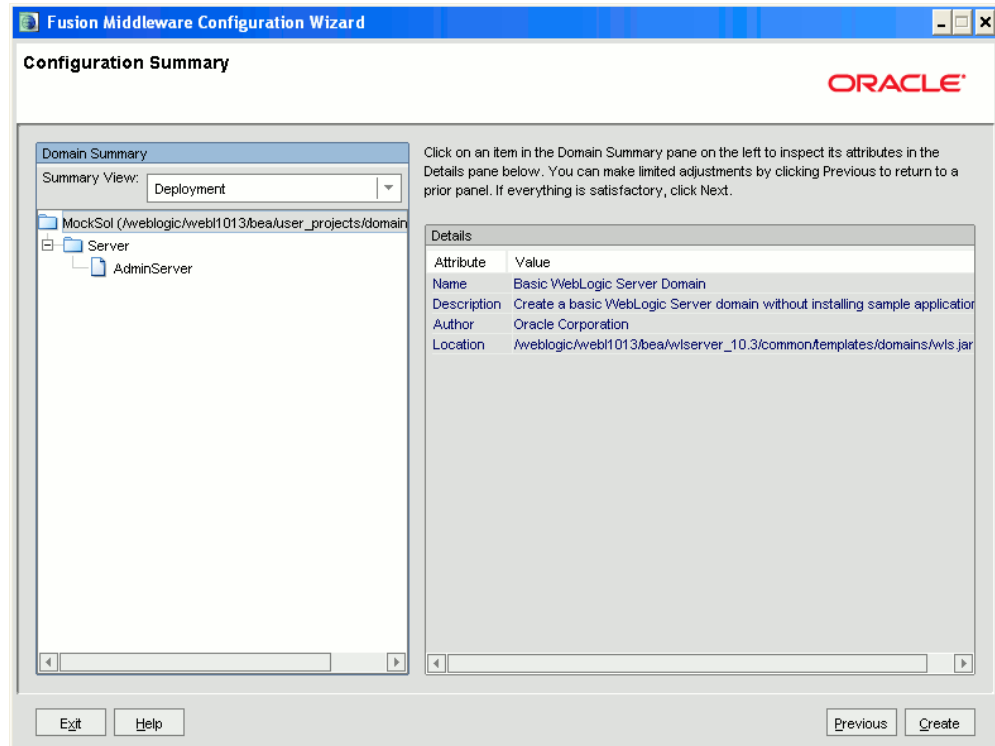 Fusion Middleware Configuration Wizard
Configuration Summary
ORACLE
Domain Summary
Summary View:
Deployment
MockSol (/weblogic/webl1013/bea/user_projects/domain
Server
AdminServer
Click on an item in the Domain Summary pane on the left to inspect its attributes in the
Details pane below. You can make limited adjustments by clicking Previous to return to a
prior panel. If everything is satisfactory, click Next.
Details
Attribute Value
Name Basic WebLogic Server Domain
Description Create a basic WebLogic Server domain without installing sample application
Author Oracle Corporation
Location /weblogic/webl1013/bea/wlserver_10.3/common/templates/domains/wls.jar
Exit
Help
Previous
Create